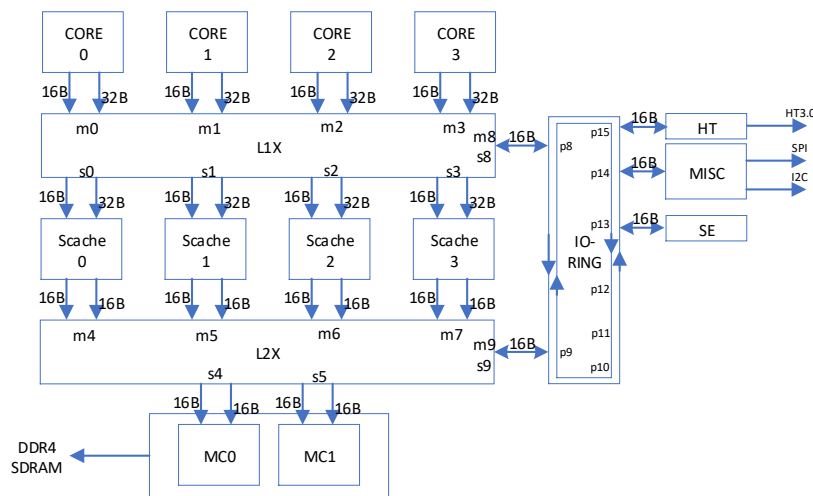 CORE
0
CORE
1
CORE
2
CORE
3
16B
32B
16B
32B
16B
32B
16B
32B
m0
m1
m2
m3
m8
L1X
s8
s0
s1
s2
s3
16B
32B
16B
32B
16B
32B
16B
32B
Scache
0
Scache
1
Scache
2
Scache
3
16B
16B
16B
16B
16B
16B
16B
16B
m4
m5
m6
m7
m9
L2X
s9
s4
s5
16B
16B
16B
16B
MC0
MC1
DDR4
SDRAM
16B
16B
p8
p15
p14
p13
IO-
RING
p12
p11
p9
p10
16B
HT
HT3.0
16B
MISC
SPI
I2C
16B
SE